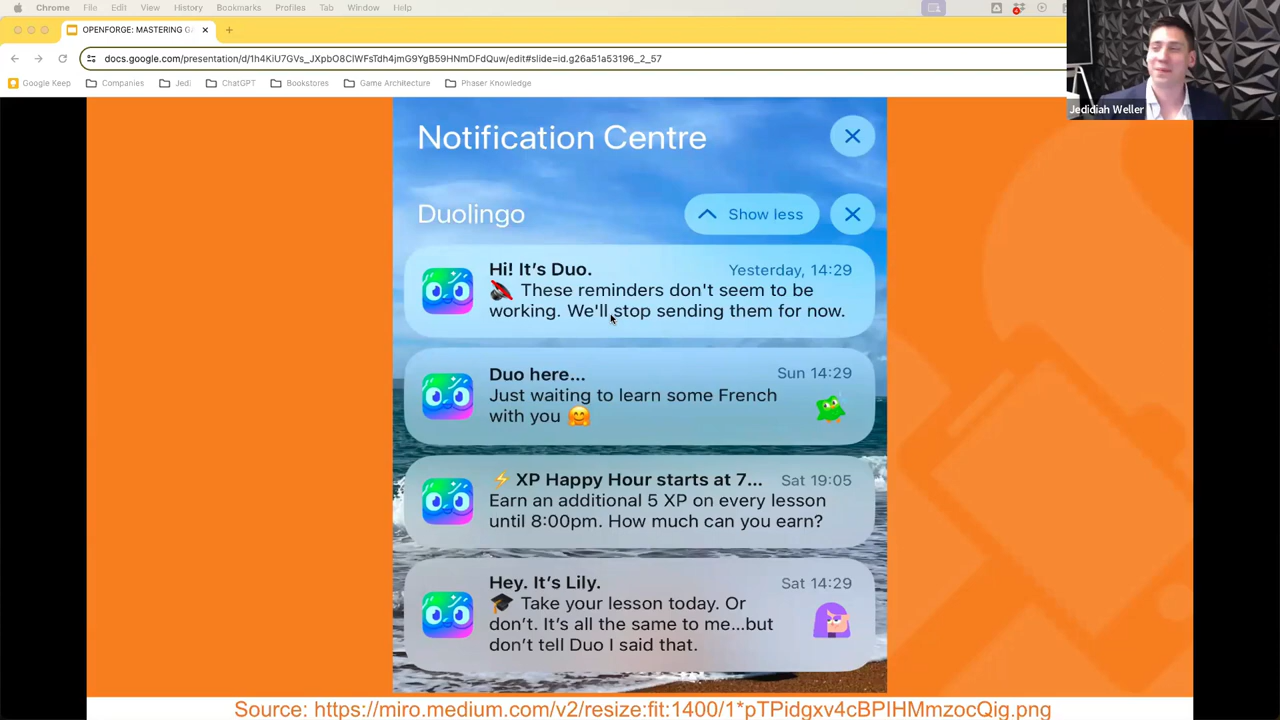 Chrome File Edit View History Bookmarks Profiles Tab Window Help
OPENFORGE: MASTERING GA
docs.google.com/presentation/d/1h4KiU7GVs_JXpbO8ClWFsTdh4jmG9YgB59HNmDFdQuw/edit#slide=id.g26a51a53196_2_57
Google Keep Companies Jedi ChatGPT Bookstores Game Architecture Phaser Knowledge
Jedidiah Weller
Notification Centre
Duolingo Show less
Hi! It’s Duo. Yesterday, 14:29
These reminders don't seem to be
working. We'll stop sending them for now.
Duo here... Sun 14:29
Just waiting to learn some French
with you 🤗
⚡ XP Happy Hour starts at 7... Sat 19:05
Earn an additional 5 XP on every lesson
until 8:00pm. How much can you earn?
Hey. It’s Lily. Sat 14:29
🎓 Take your lesson today. Or
don’t. It’s all the same to me...but
don’t tell Duo I said that.
Source: https://miro.medium.com/v2/resize:fit:1400/1*pTPidgxv4cBPIHMmzocQig.png